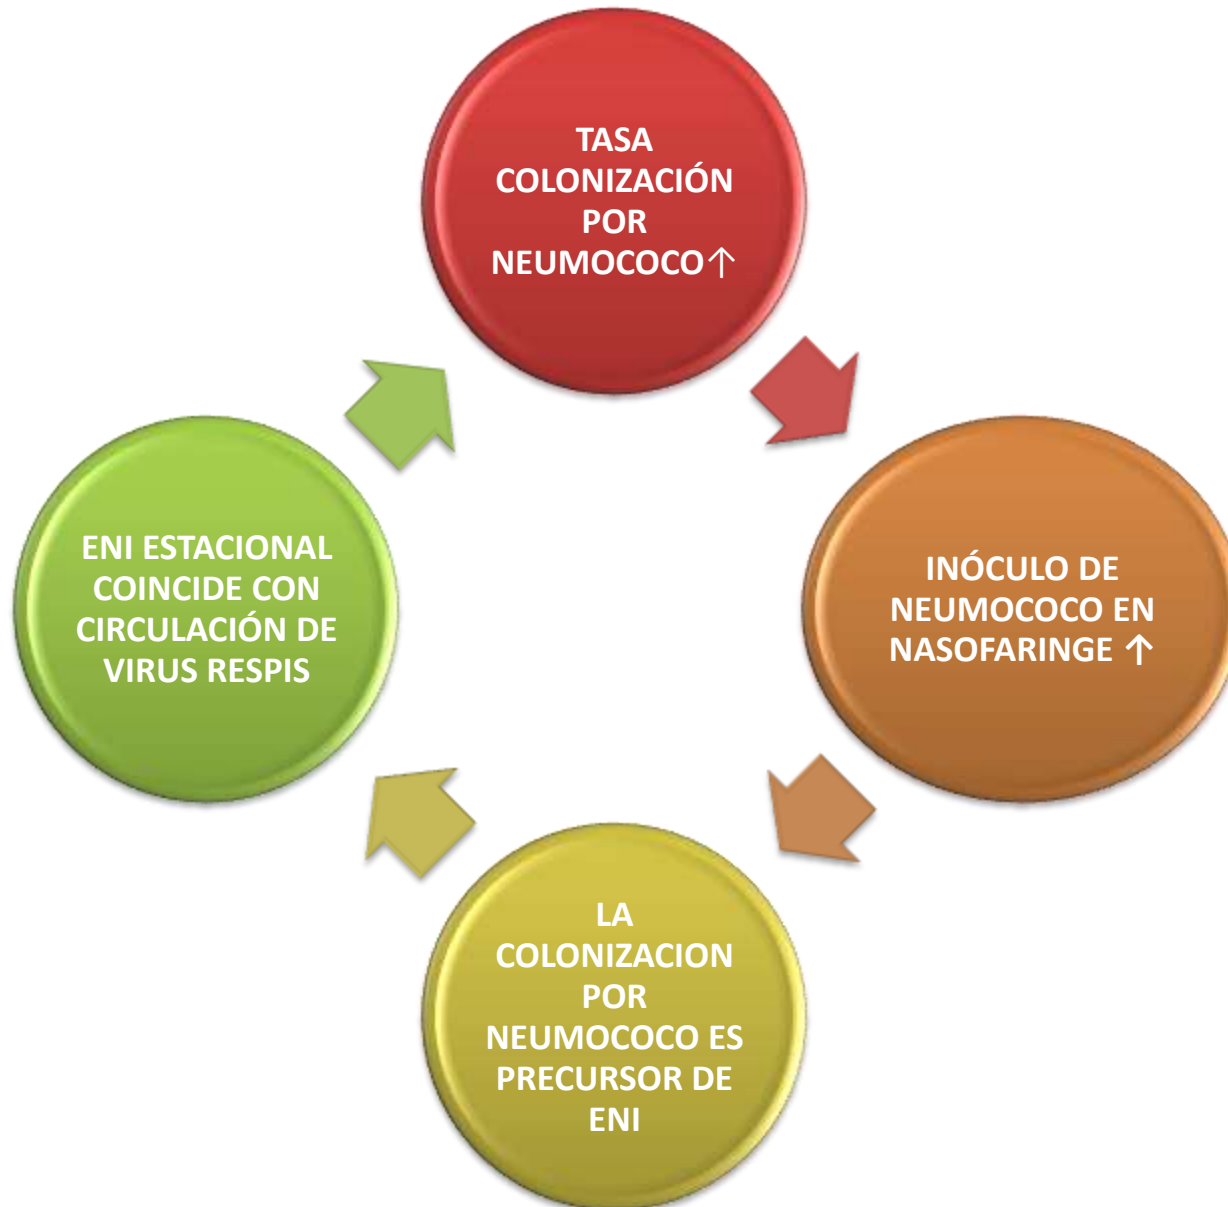 TASA
COLONIZACIÓN
POR
NEUMOCOCO↑
INÓCULO DE
NEUMOCOCO EN
NASOFARINGE ↑
LA
COLONIZACION
POR
NEUMOCOCO ES
PRECURSOR DE
ENI
ENI ESTACIONAL
COINCIDE CON
CIRCULACIÓN DE
VIRUS RESPIS